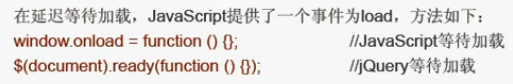 在延迟等待加载，JavaScript提供了一个事件为load，方法如下：
window.onload = function () {}; //JavaScript等待加载
$(document).ready(function () {}); //jQuery等待加载